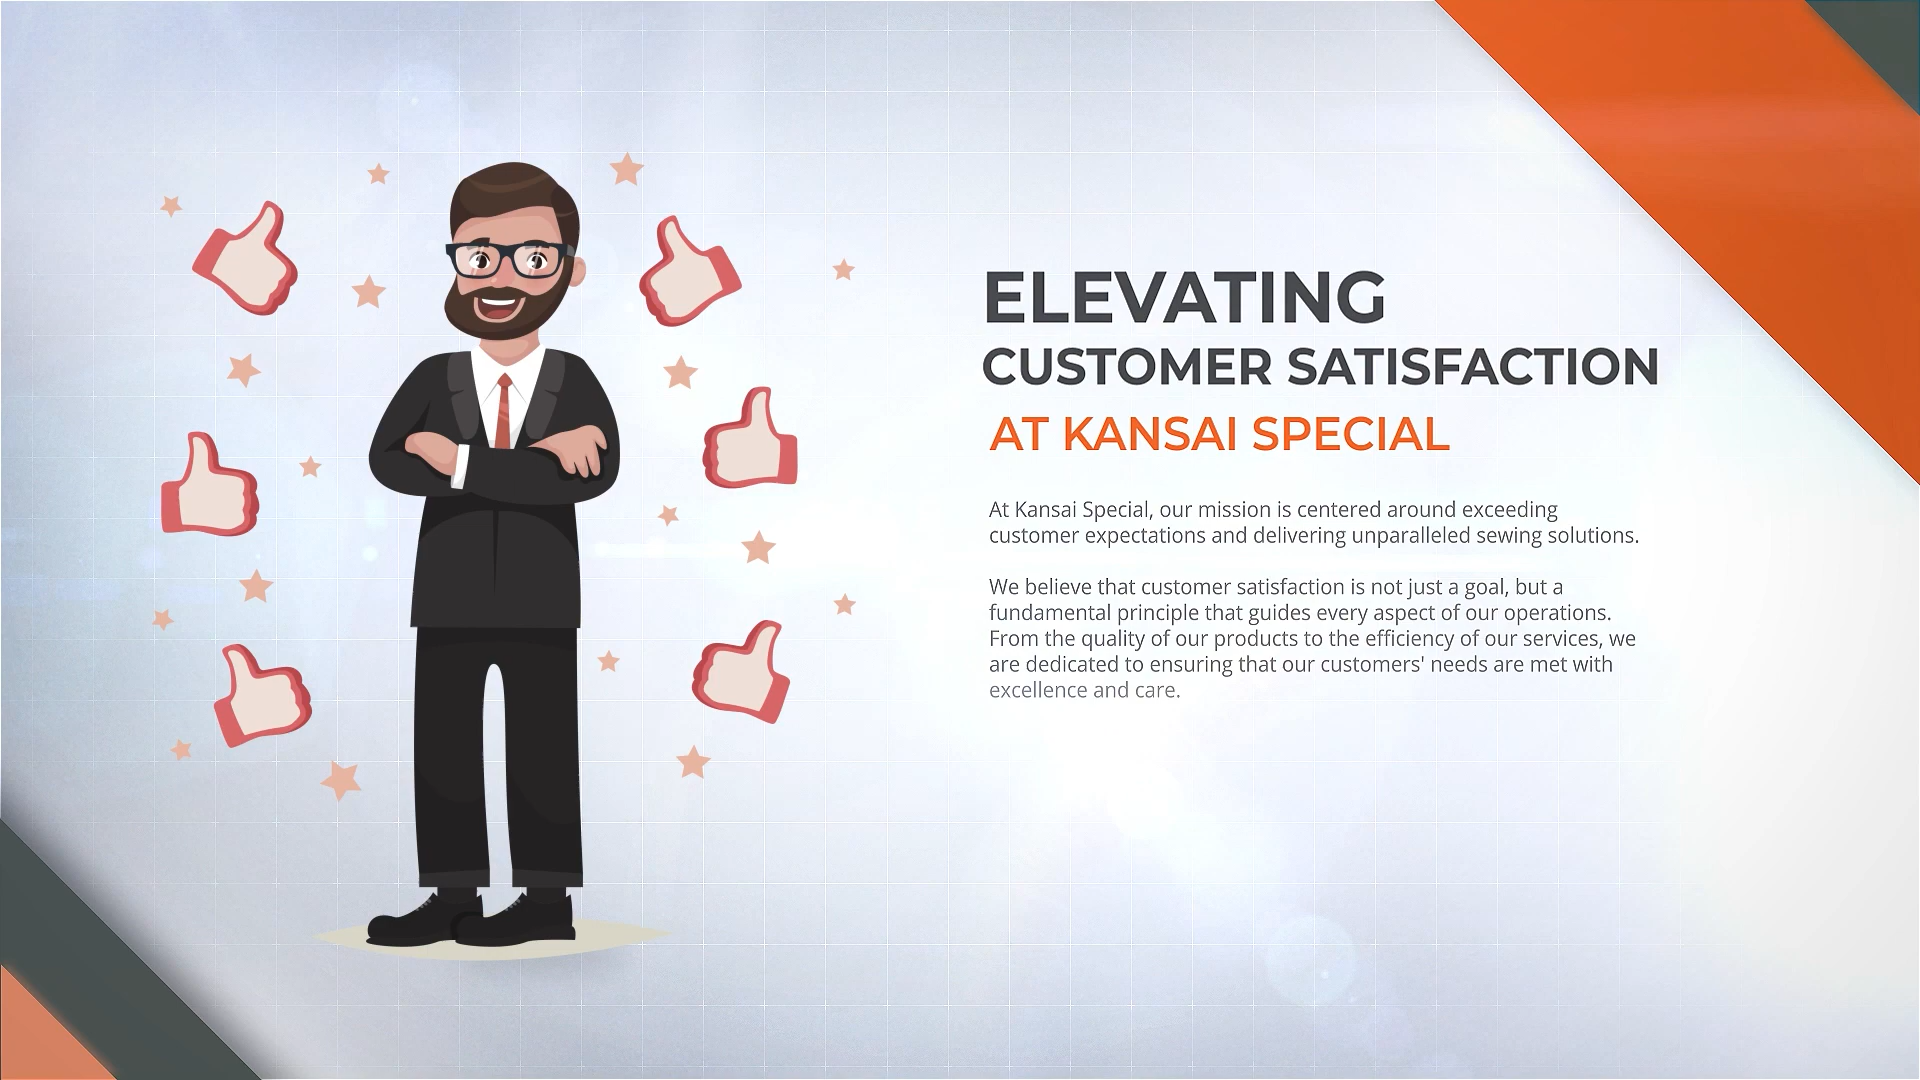 ELEVATING
CUSTOMER SATISFACTION
AT KANSAI SPECIAL
At Kansai Special, our mission is centered around exceeding
customer expectations and delivering unparalleled sewing solutions.
We believe that customer satisfaction is not just a goal, but a
fundamental principle that guides every aspect of our operations.
From the quality of our products to the efficiency of our services, we
are dedicated to ensuring that our customers' needs are met with
excellence and care.